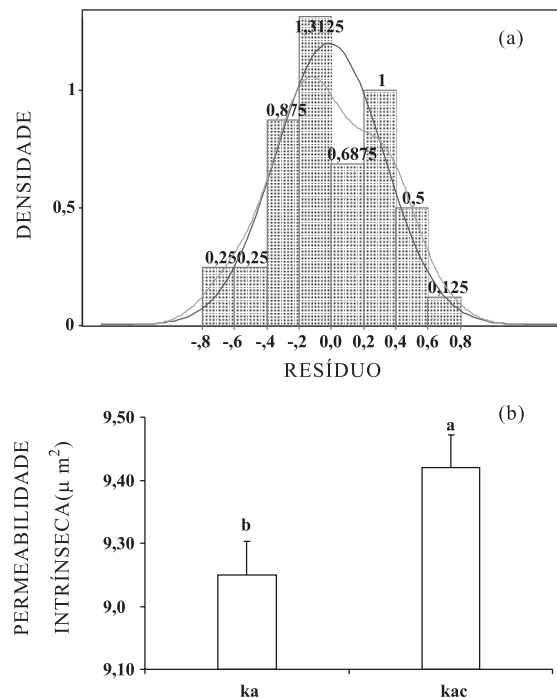 (a)
1,3125
1
0,875
1
0,6875
0,5
0,5
0,25 0,25
0,125
0
-,8 -,6 -,4 -,2 0,0 0,2 0,4 0,6 0,8
DENSIDADE
RESÍDUO
(b)
9,50
a
9,40
b
9,30
9,0
9,10
PERMEABILIDADE
INTRÍNSECA(μ m²)
ka kac